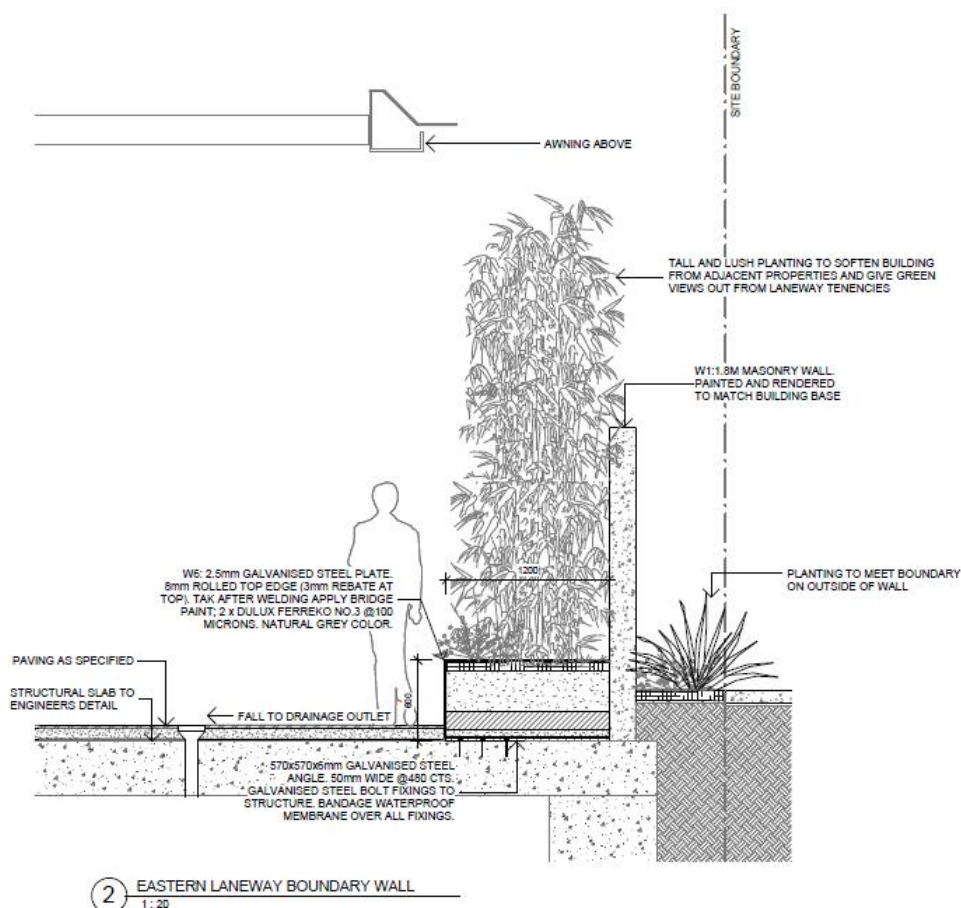 SITE BOUNDARY
AWNING ABOVE
TALL AND LUSH PLANTING TO SOFTEN BUILDING
FROM ADJACENT PROPERTIES AND GIVE GREEN
VIEWS OUT FROM LANEWAY TENENCIES
W1:1.8M MASONRY WALL.
PAINTED AND RENDERED
TO MATCH BUILDING BASE
W6: 2.5mm GALVANISED STEEL PLATE.
8mm ROLLED TOP EDGE (3mm REBATE AT
TOP). TAK AFTER WELDING APPLY BRIDGE
PAINT; 2 x DULUX FERREKO NO.3 @100
MICRONS. NATURAL GREY COLOR.
1200
PLANTING TO MEET BOUNDARY
ON OUTSIDE OF WALL
PAVING AS SPECIFIED
STRUCTURAL SLAB TO
ENGINEERS DETAIL
FALL TO DRAINAGE OUTLET
600
570x570x6mm GALVANISED STEEL
ANGLE. 50mm WIDE @480 CTS.
GALVANISED STEEL BOLT FIXINGS TO
STRUCTURE. BANDAGE WATERPROOF
MEMBRANE OVER ALL FIXINGS.
2 EASTERN LANEWAY BOUNDARY WALL
1 : 20